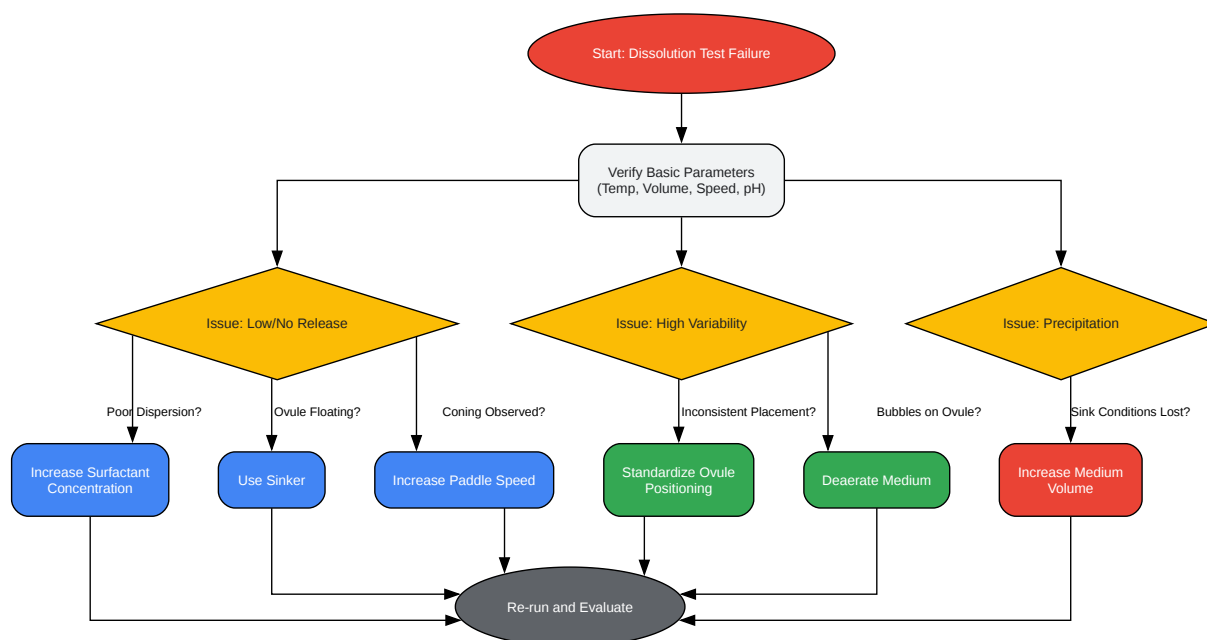 Start: Dissolution Test Failure
Verify Basic Parameters
(Temp, Volume, Speed, pH)
Issue: Low/No Release
Issue: High Variability
Issue: Precipitation
Poor Dispersion?
Ovule Floating?
Coning Observed?
Inconsistent Placement?
Bubbles on Ovule?
Sink Conditions Lost?
Increase Surfactant
Concentration
Use Sinker
Increase Paddle Speed
Standardize Ovule
Positioning
Deaerate Medium
Increase Medium
Volume
Re-run and Evaluate